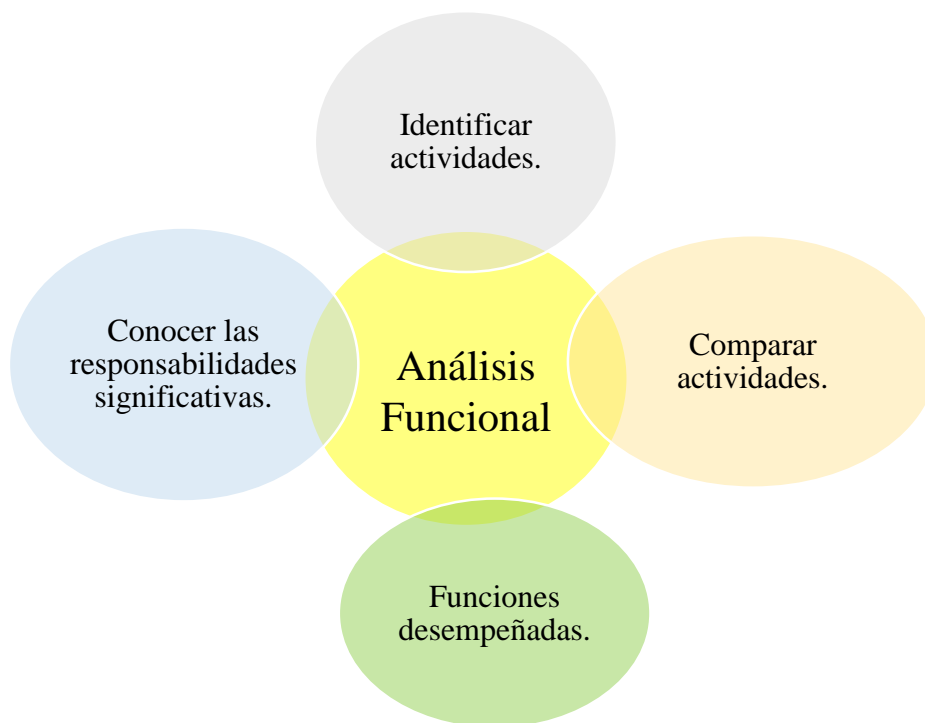 Identificar
actividades.
Conocer las
responsabilidades
significativas.
Análisis
Funcional
Comparar
actividades.
Funciones
desempeñadas.